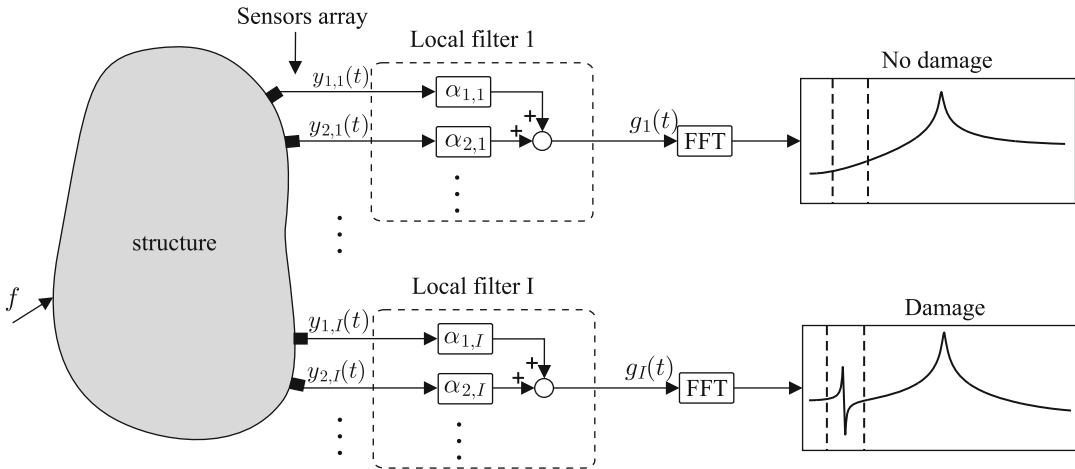 Sensors array
Local filter 1
No damage
y₁,₁(t)
α₁,₁
+
y₂,₁(t)
α₂,₁
+
g₁(t)
FFT
structure
f
Local filter I
Damage
y₁,I(t)
α₁,I
+
y₂,I(t)
α₂,I
+
gI(t)
FFT